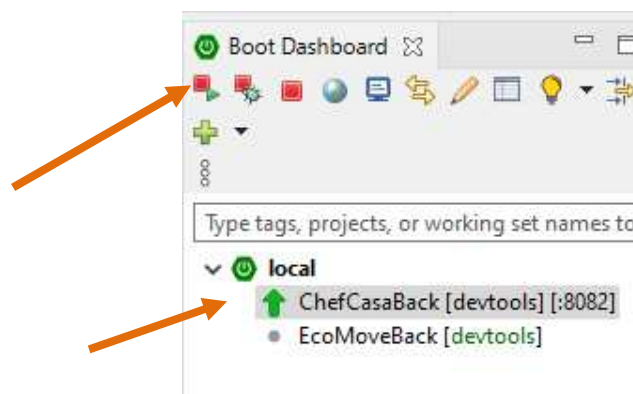 Boot Dashboard
Type tags, projects, or working set names to
local
ChefCasaBack [devtools] [:8082]
EcoMoveBack [devtools]